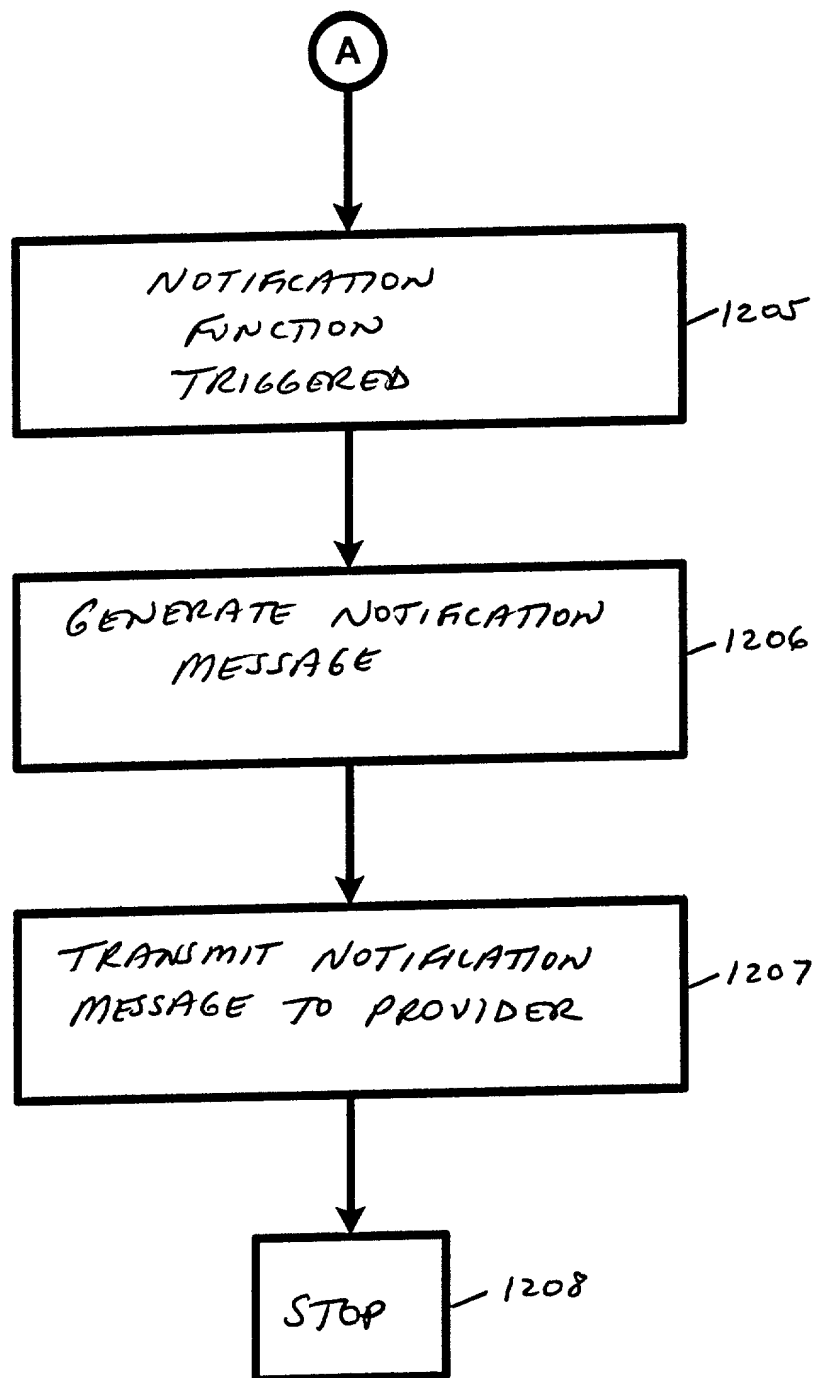 A
NOTIFICATION
FUNCTION
TRIGGERED
1205
GENERATE NOTIFICATION
MESSAGE
1206
TRANSMIT NOTIFICATION
MESSAGE TO PROVIDER
1207
STOP
1208